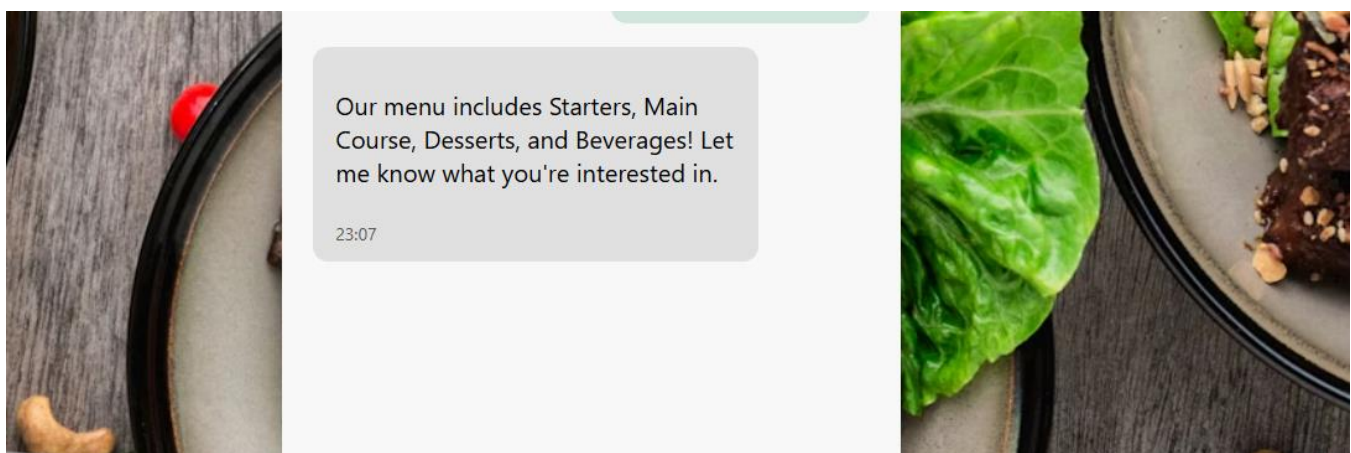 Our menu includes Starters, Main
Course, Desserts, and Beverages! Let
me know what you're interested in.
23:07